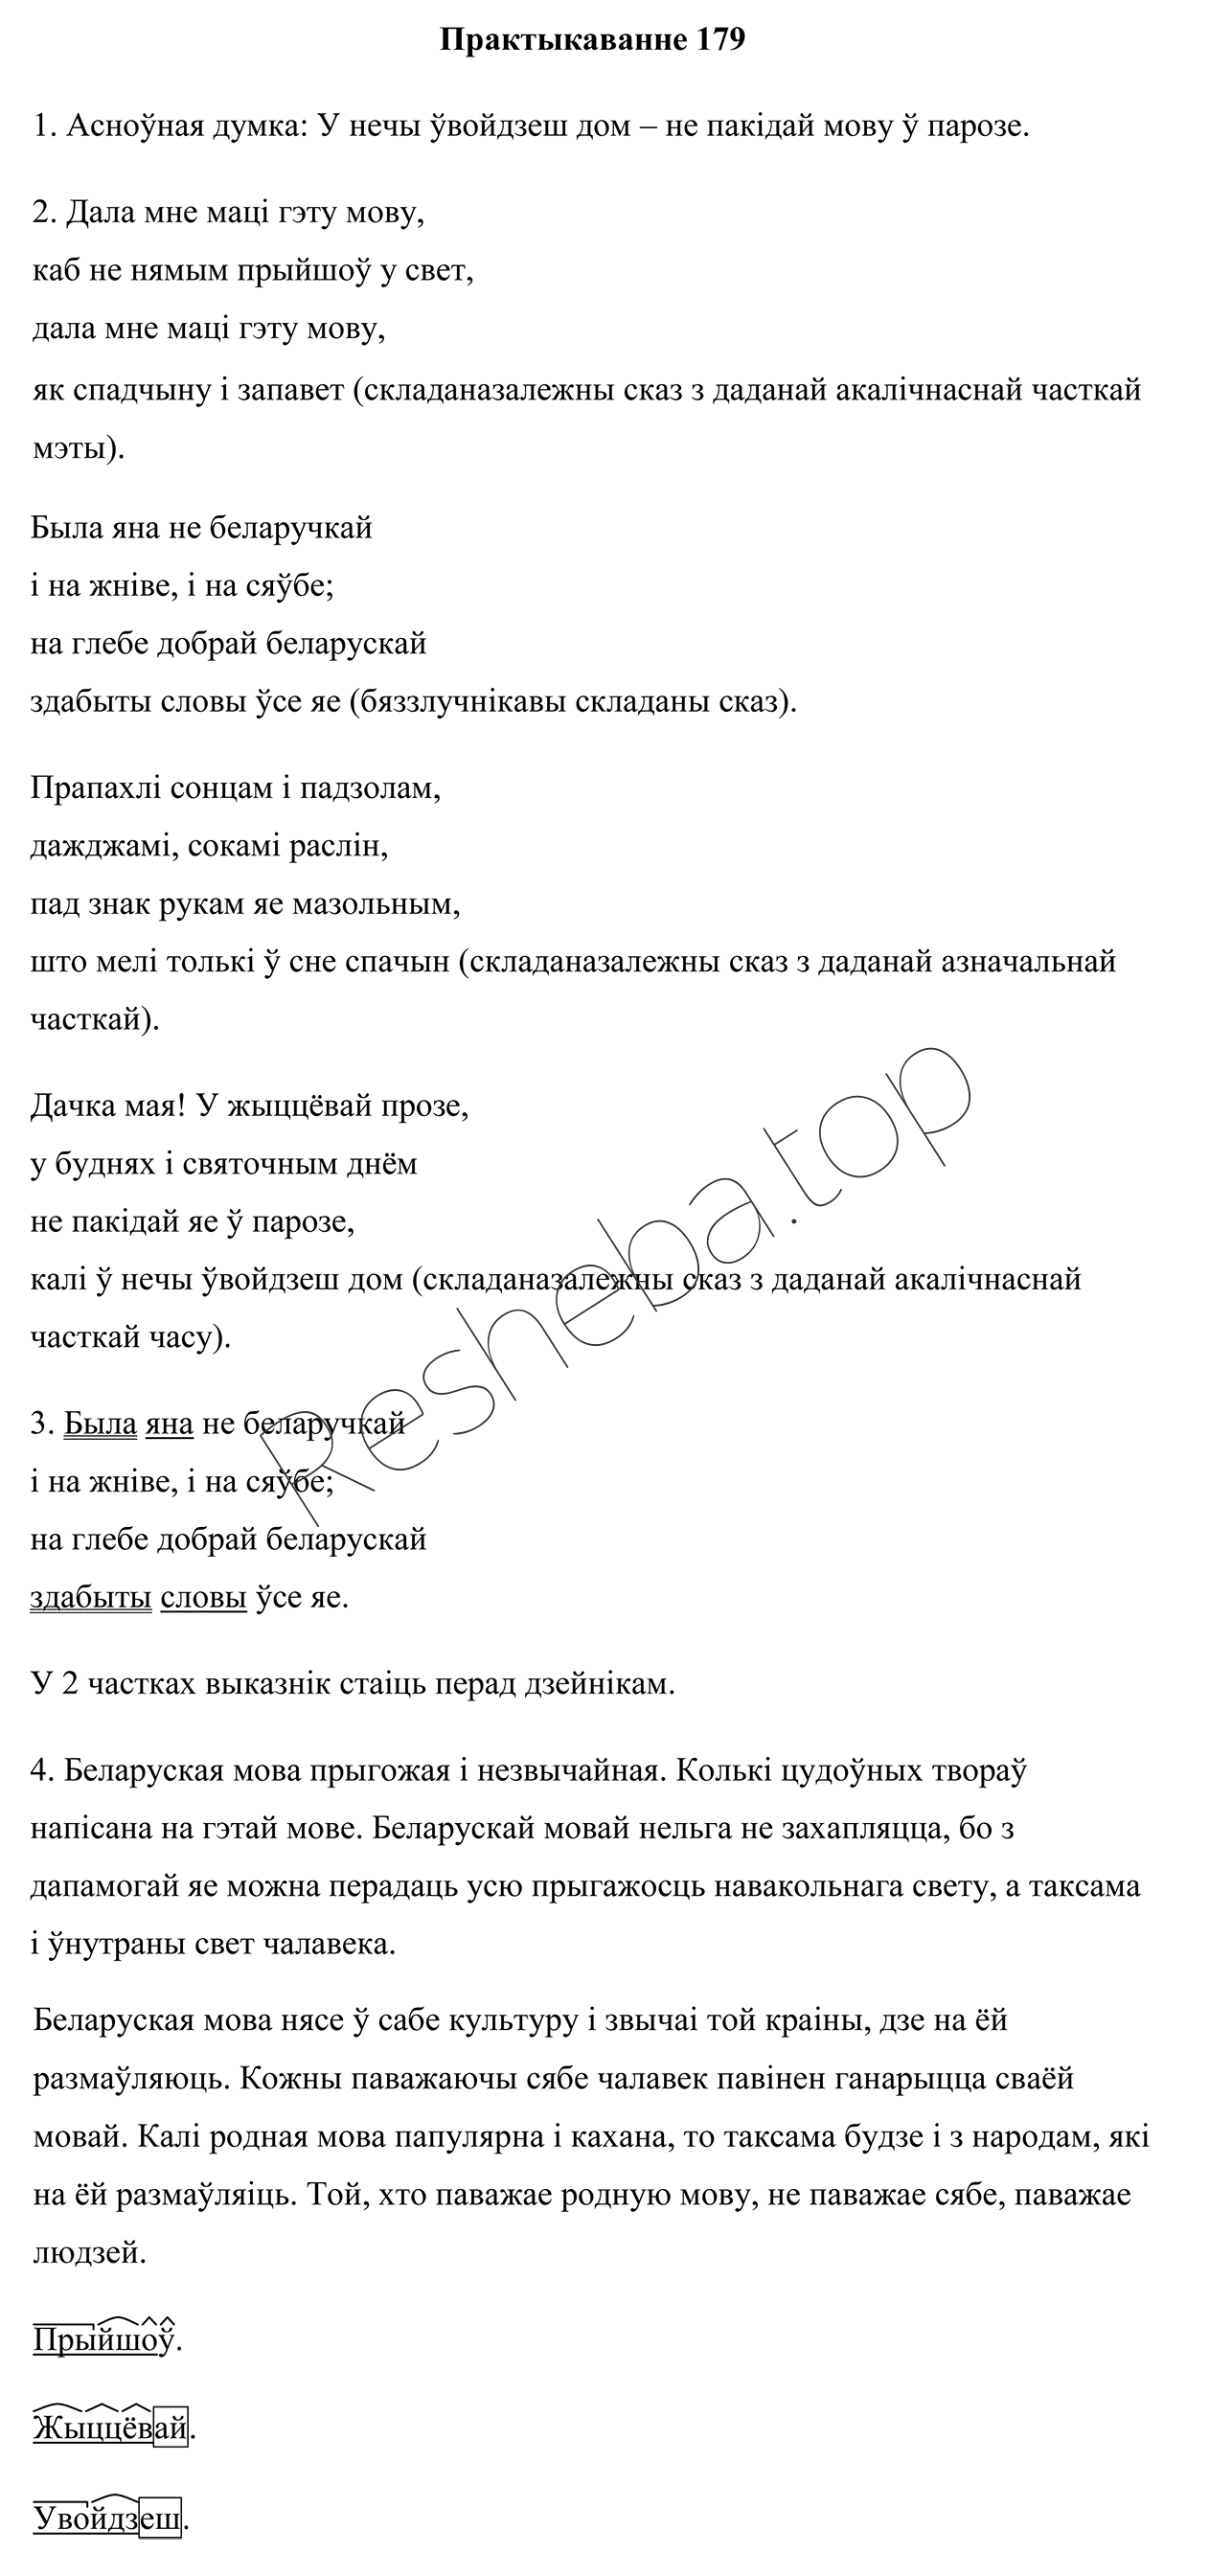 Практыкаванне 179
1. Асноўная думка: У нечы ўвойдзеш дом – не пакідай мову ў парозе.
2. Дала мне маці гэту мову,
каб не нямым прыйшоў у свет,
дала мне маці гэту мову,
як спадчыну і запавет (складаназалежны сказ з даданай акалічнаснай часткай
мэты).
Была яна не беларучкай
і на жніве, і на сяўбе;
на глебе добрай беларускай
здабыты словы ўсе яе (бяззлучнікавы складаны сказ).
Прапахлі сонцам і падзолам,
дажджамі, сокамі раслін,
пад знак рукам яе мазольным,
што мелі толькі ў сне спачын (складаназалежны сказ з даданай азначальнай
часткай).
Дачка мая! У жыццёвай прозе,
у буднях і святочным днём
не пакідай яе ў парозе,
калі ў нечы ўвойдзеш дом (складаназалежны сказ з даданай акалічнаснай
часткай часу).
3. Была яна не беларучкай
і на жніве, і на сяўбе;
на глебе добрай беларускай
здабыты словы ўсе яе.
У 2 частках выказнік стаіць перад дзейнікам.
4. Беларуская мова прыгожая і незвычайная. Колькі цудоўных твораў
напісана на гэтай мове. Беларускай мовай нельга не захапляцца, бо з
дапамогай яе можна перадаць усю прыгажосць навакольнага свету, а таксама
і ўнутраны свет чалавека.
Беларуская мова нясе ў сабе культуру і звычаі той краіны, дзе на ёй
размаўляюць. Кожны паважаючы сябе чалавек павінен ганарыцца сваёй
мовай. Калі родная мова папулярна і кахана, то таксама будзе і з народам, які
на ёй размаўляіць. Той, хто паважае родную мову, не паважае сябе, паважае
людзей.
Прыйшоў.
Жыццёвай.
Увойдзеш.
Resheba.top